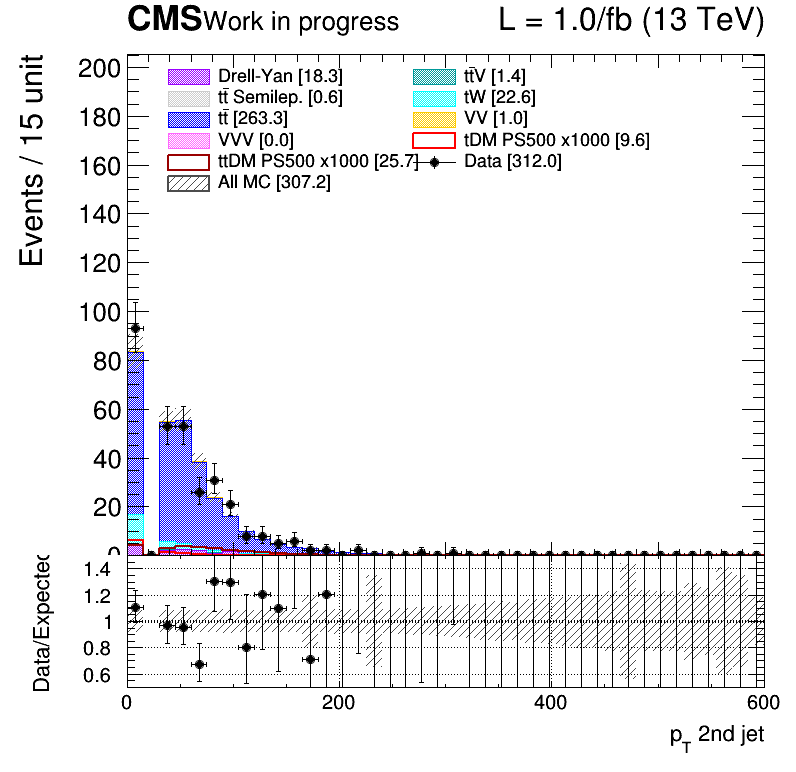 CMS Work in progress L = 1.0/fb (13 TeV)
Events / 15 unit
200
180
160
140
120
100
80
60
40
20
0
Drell-Yan [18.3] tt̄V [1.4]
tt̄ Semilep. [0.6] tW [22.6]
tt̄ [263.3] VV [1.0]
VVV [0.0] tDM PS500 x1000 [9.6]
ttDM PS500 x1000 [25.7] Data [312.0]
All MC [307.2]
Data/Expected
1.4
1.2
1
0.8
0.6
0 200 400 600
p_T 2nd jet